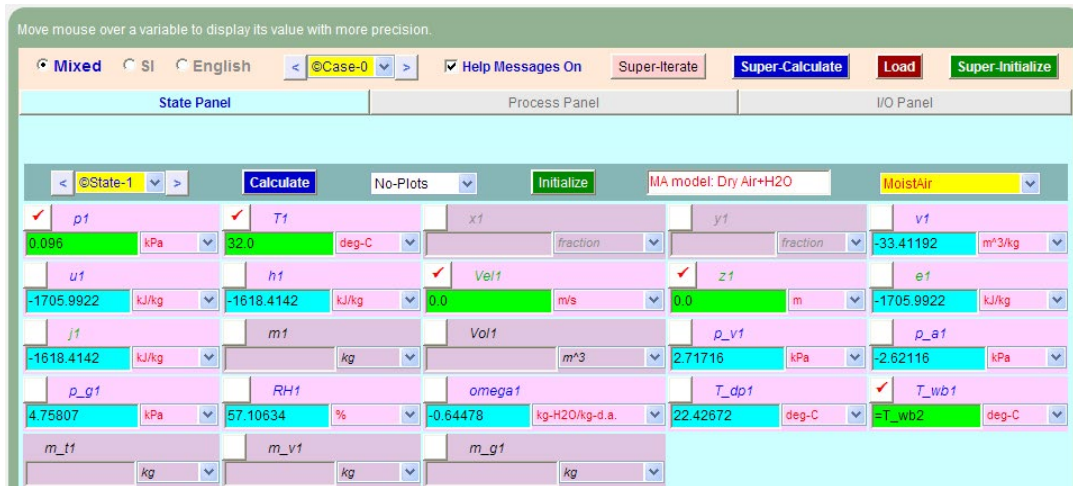 Move mouse over a variable to display its value with more precision.
Mixed SI English < ©Case-0 > Help Messages On Super-Iterate Super-Calculate Load Super-Initialize
State Panel Process Panel I/O Panel
< ©State-1 > Calculate No-Plots Initialize MA model: Dry Air+H2O MoistAir
p1 T1 x1 y1 v1
0.096 kPa 32.0 deg-C fraction fraction -33.41192 m^3/kg
u1 h1 Vel1 z1 e1
-1705.9922 kJ/kg -1618.4142 kJ/kg 0.0 m/s 0.0 m -1705.9922 kJ/kg
j1 m1 Vol1 p_v1 p_a1
-1618.4142 kJ/kg kg m^3 2.71716 kPa -2.62116 kPa
p_g1 RH1 omega1 T_dp1 T_wb1
4.75807 kPa 57.10634 % -0.64478 kg-H2O/kg-d.a. 22.42672 deg-C =T_wb2 deg-C
m_t1 m_v1 m_g1
kg kg kg